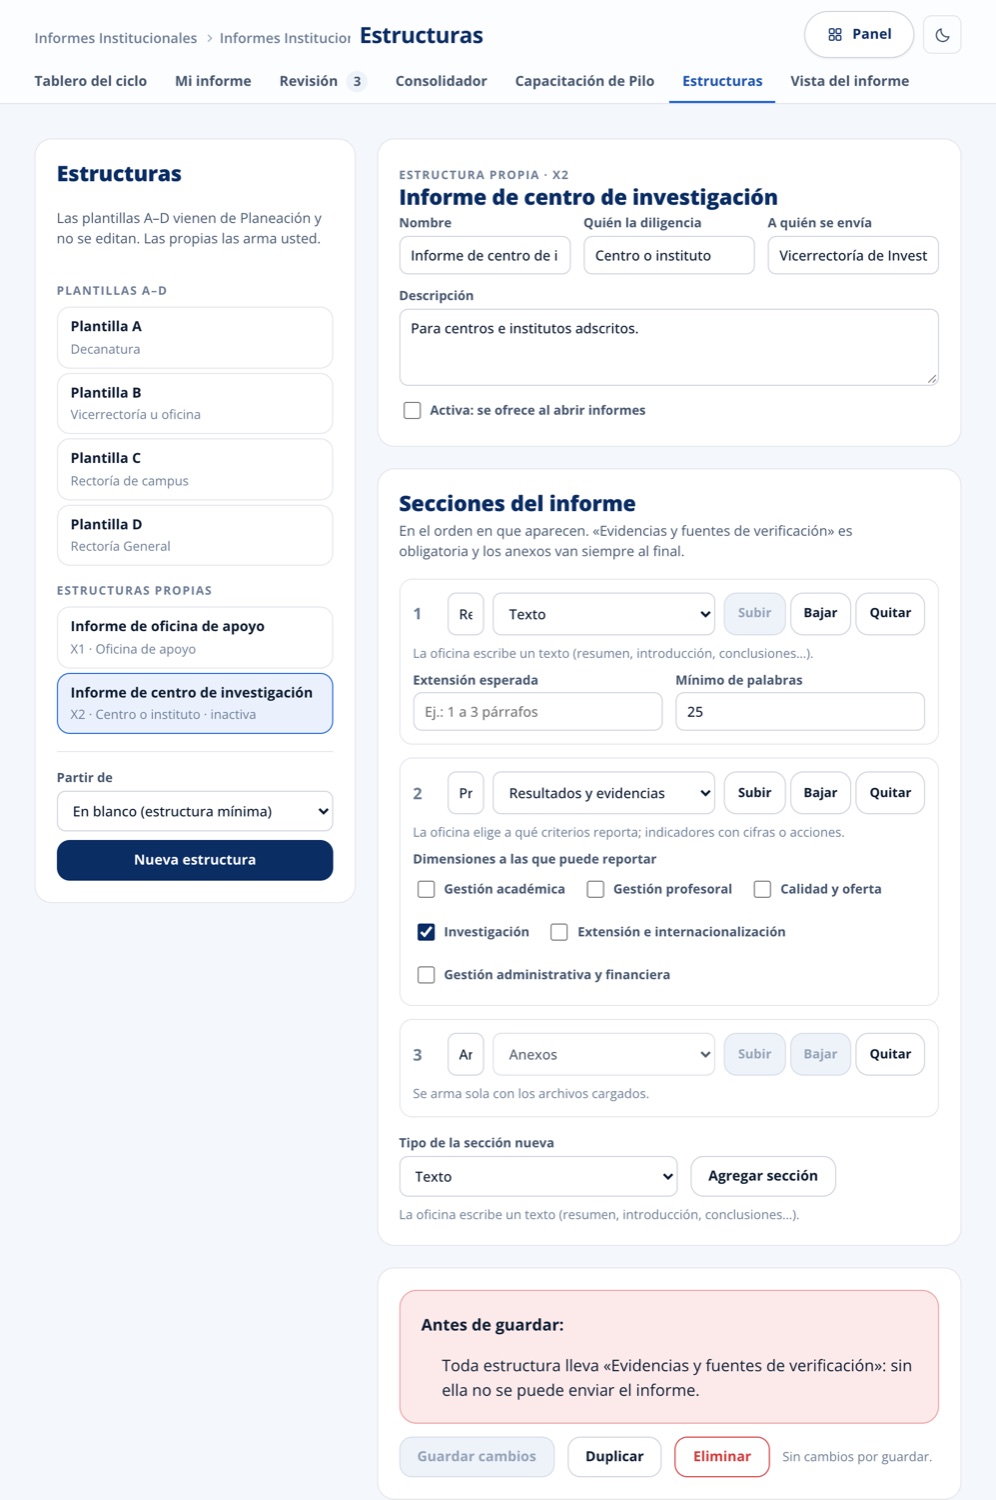 Informes Institucionales > Informes Institucior Estructuras
Panel
Tablero del ciclo Mi informe Revisión 3 Consolidador Capacitación de Pilo Estructuras Vista del informe
Estructuras
Las plantillas A–D vienen de Planeación y
no se editan. Las propias las arma usted.
PLANTILLAS A–D
Plantilla A
Decanatura
Plantilla B
Vicerrectoría u oficina
Plantilla C
Rectoría de campus
Plantilla D
Rectoría General
ESTRUCTURAS PROPIAS
Informe de oficina de apoyo
X1 · Oficina de apoyo
Informe de centro de investigación
X2 · Centro o instituto · inactiva
Partir de
En blanco (estructura mínima)
Nueva estructura
ESTRUCTURA PROPIA · X2
Informe de centro de investigación
Nombre Quién la diligencia A quién se envía
Informe de centro de i Centro o instituto Vicerrectoría de Invest
Descripción
Para centros e institutos adscritos.
Activa: se ofrece al abrir informes
Secciones del informe
En el orden en que aparecen. «Evidencias y fuentes de verificación» es
obligatoria y los anexos van siempre al final.
1 Re Texto Subir Bajar Quitar
La oficina escribe un texto (resumen, introducción, conclusiones…).
Extensión esperada Mínimo de palabras
Ej.: 1 a 3 párrafos 25
2 Pr Resultados y evidencias Subir Bajar Quitar
La oficina elige a qué criterios reporta; indicadores con cifras o acciones.
Dimensiones a las que puede reportar
Gestión académica Gestión profesoral Calidad y oferta
Investigación Extensión e internacionalización
Gestión administrativa y financiera
3 Ar Anexos Subir Bajar Quitar
Se arma sola con los archivos cargados.
Tipo de la sección nueva
Texto Agregar sección
La oficina escribe un texto (resumen, introducción, conclusiones…).
Antes de guardar:
Toda estructura lleva «Evidencias y fuentes de verificación»: sin
ella no se puede enviar el informe.
Guardar cambios Duplicar Eliminar Sin cambios por guardar.